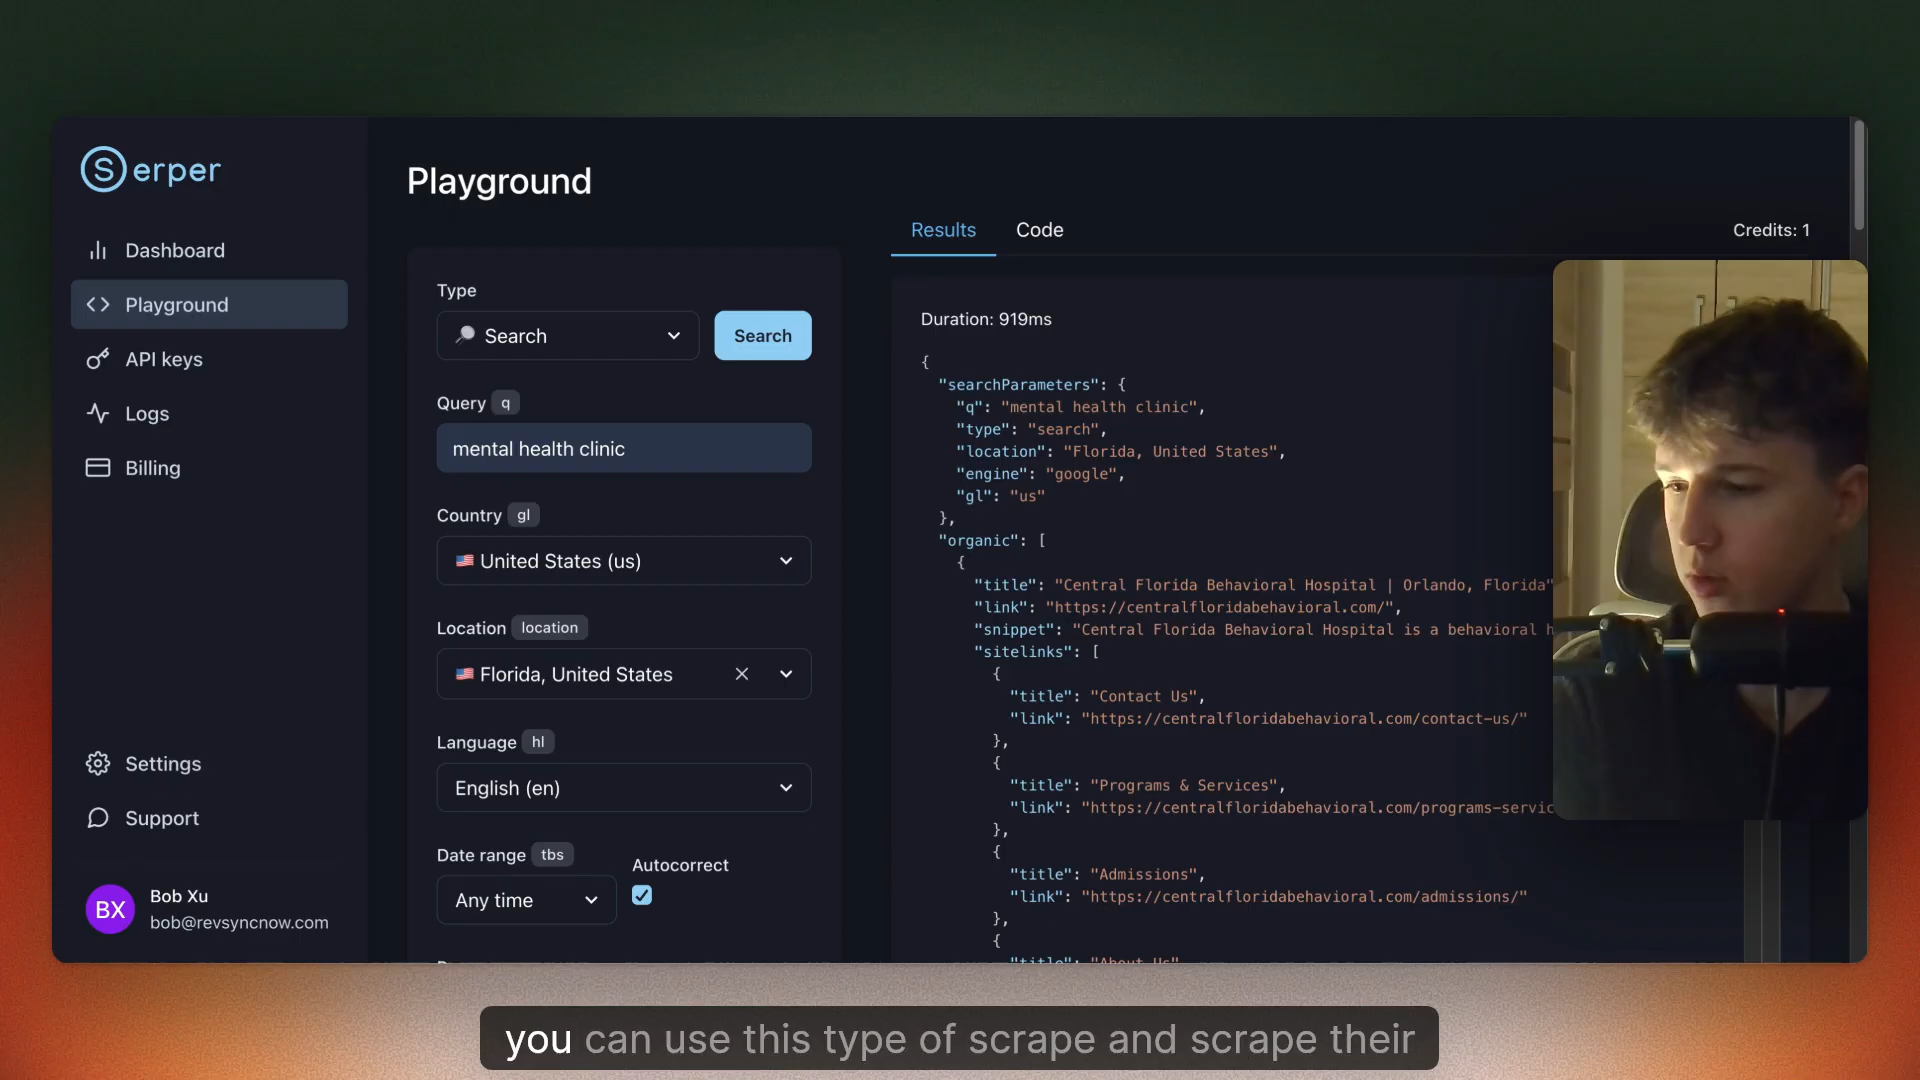 Serper
Dashboard
Playground
API keys
Logs
Billing
Settings
Support
BX
Bob Xu
bob@revsyncnow.com
Playground
Type
Search
Search
Query q
mental health clinic
Country gl
United States (us)
Location location
Florida, United States
Language hl
English (en)
Date range tbs
Any time
Autocorrect
Results
Code
Credits: 1
Duration: 919ms
{
"searchParameters": {
"q": "mental health clinic",
"type": "search",
"location": "Florida, United States",
"engine": "google",
"gl": "us"
},
"organic": [
{
"title": "Central Florida Behavioral Hospital | Orlando, Florida"
"link": "https://centralfloridabehavioral.com/",
"snippet": "Central Florida Behavioral Hospital is a behavioral h
"sitelinks": [
{
"title": "Contact Us",
"link": "https://centralfloridabehavioral.com/contact-us/"
},
{
"title": "Programs & Services",
"link": "https://centralfloridabehavioral.com/programs-servic
},
{
"title": "Admissions",
"link": "https://centralfloridabehavioral.com/admissions/"
},
{
"title": "About Us"
you can use this type of scrape and scrape their